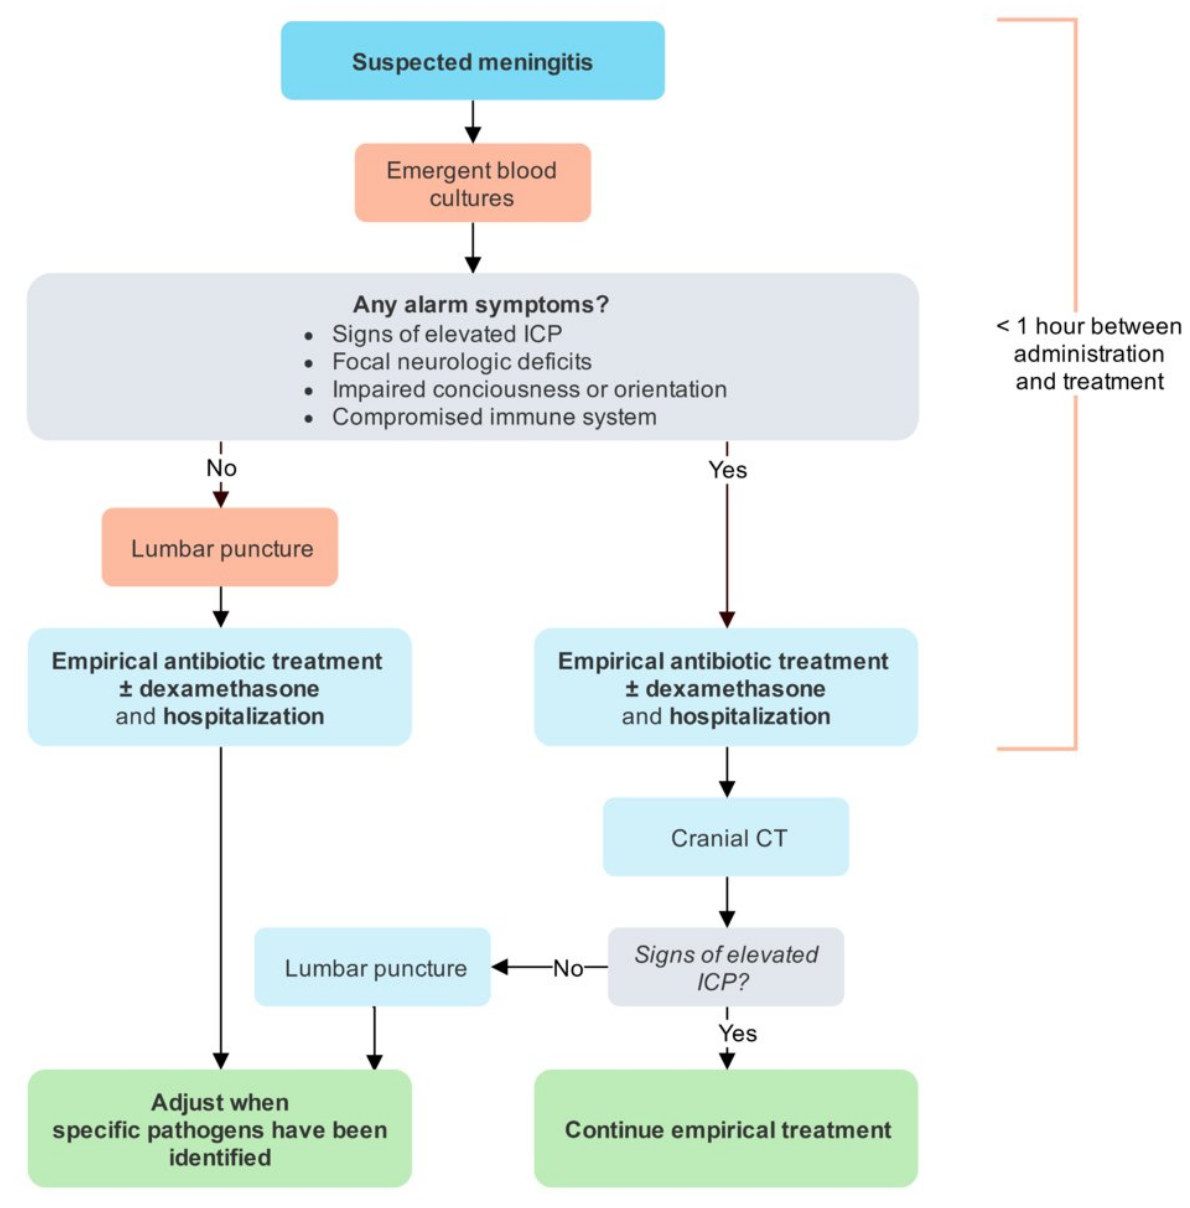 Suspected meningitis
Emergent blood
cultures
Any alarm symptoms?
• Signs of elevated ICP
• Focal neurologic deficits
• Impaired conciousness or orientation
• Compromised immune system
< 1 hour between
administration
and treatment
No
Yes
Lumbar puncture
Empirical antibiotic treatment
± dexamethasone
and hospitalization
Empirical antibiotic treatment
± dexamethasone
and hospitalization
Cranial CT
Signs of elevated
ICP?
No
Lumbar puncture
Yes
Adjust when
specific pathogens have been
identified
Continue empirical treatment